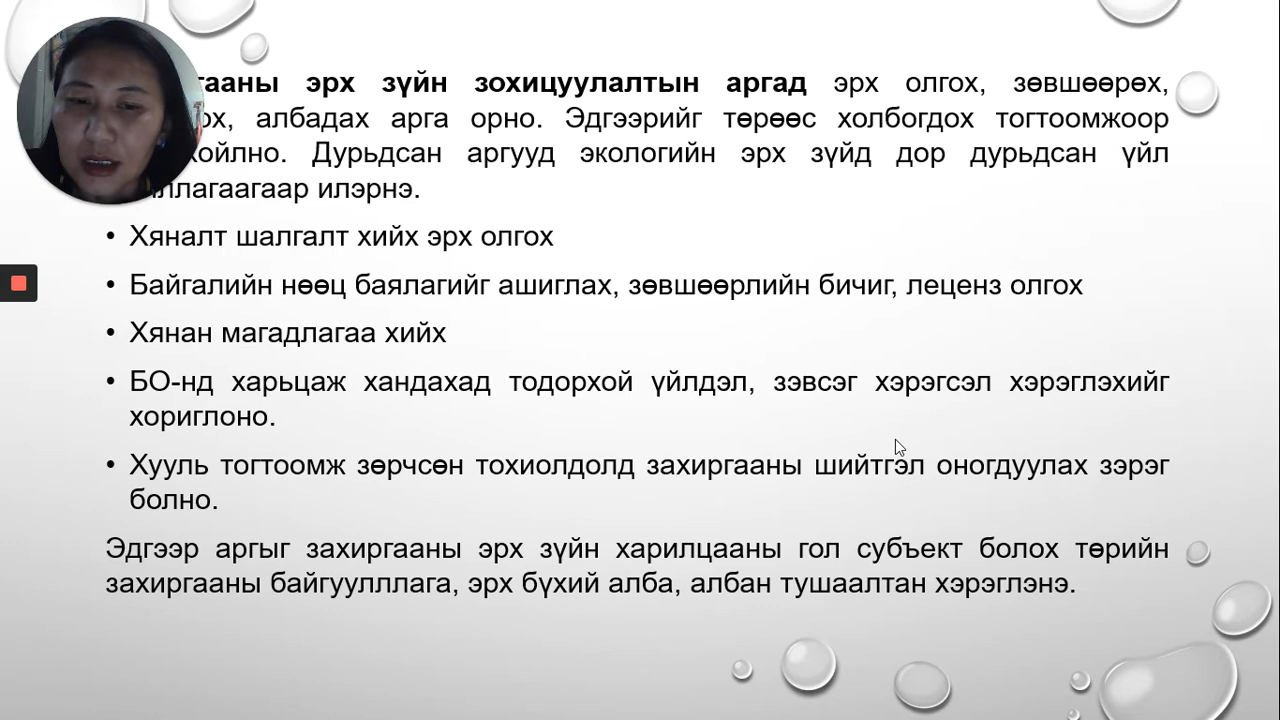 эрх зүйн зохицуулалтын аргад эрх олгох, зөвшөөрөх,
албадах арга орно. Эдгээрийг төрөөс холбогдох тогтоомжоор
Дурьдсан аргууд экологийн эрх зүйд дор дурьдсан үйл
илэрнэ.
• Хяналт шалгалт хийх эрх олгох
• Байгалийн нөөц баялагийг ашиглах, зөвшөөрлийн бичиг, леценз олгох
• Хянан магадлагаа хийх
• БО-нд харьцаж хандахад тодорхой үйлдэл, зэвсэг хэрэгсэл хэрэглэхийг
хориглоно.
• Хууль тогтоомж зөрчсөн тохиолдолд захиргааны шийтгэл оногдуулах зэрэг
болно.
Эдгээр аргыг захиргааны эрх зүйн харилцааны гол субъект болох төрийн
захиргааны байгуулллага, эрх бүхий алба, албан тушаалтан хэрэглэнэ.